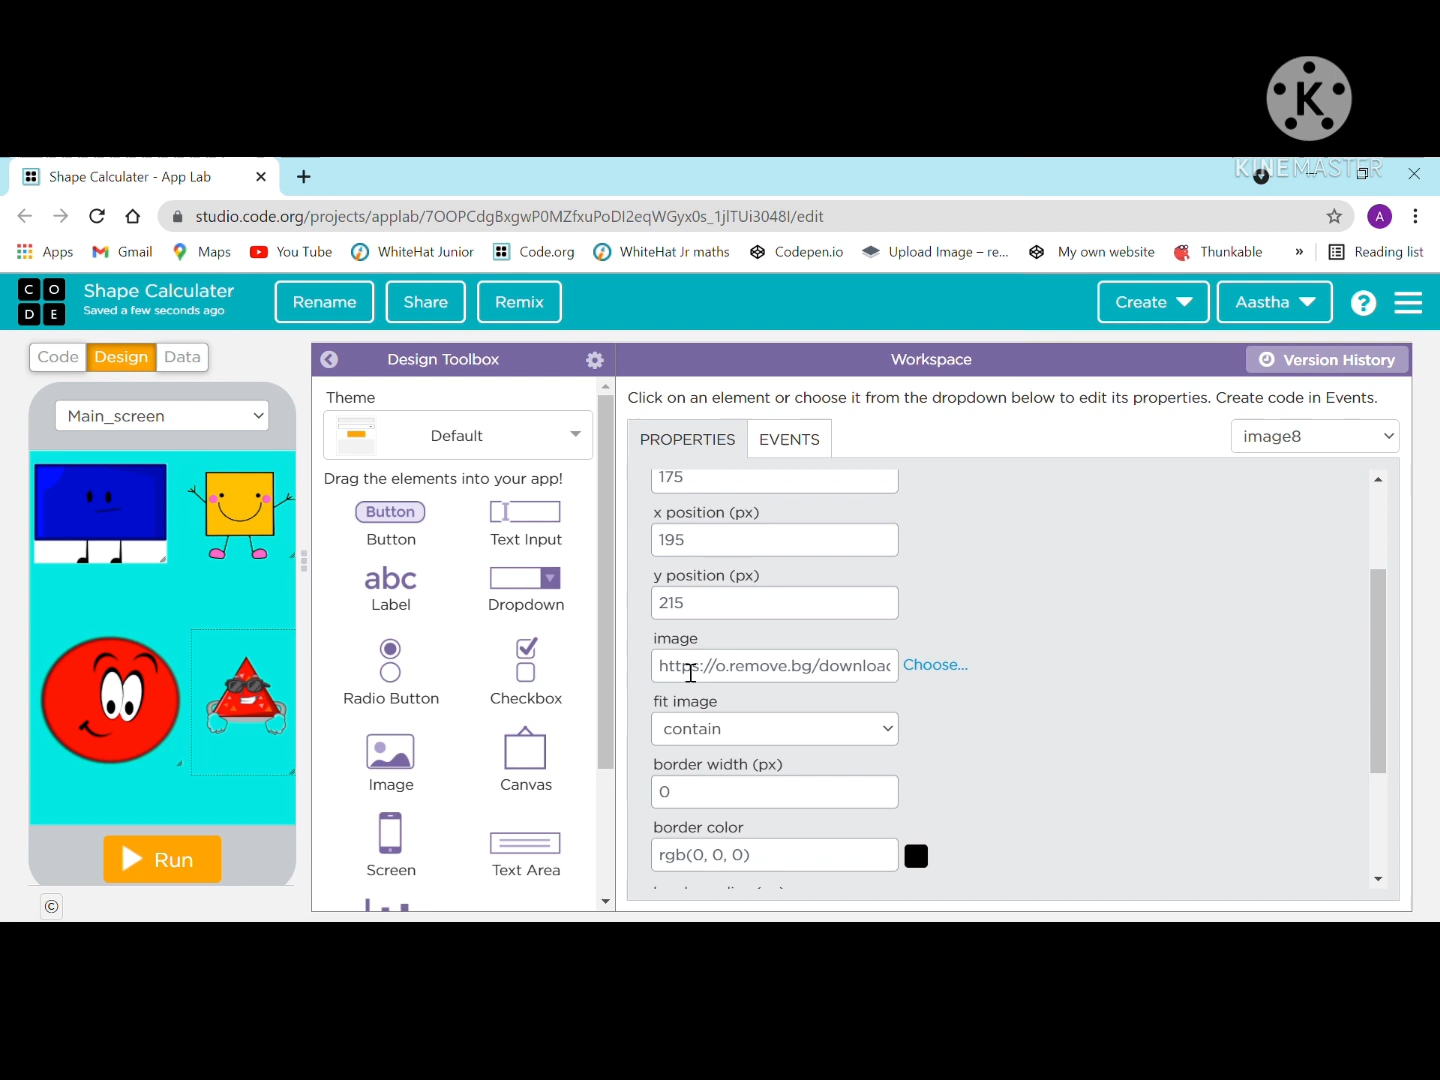 K
KINEMASTER
Shape Calculater - App Lab
studio.code.org/projects/applab/7OOPCdgBxgwP0MZfxuPoDI2eqWGyx0s_1jlTUi3048I/edit
A
Apps Gmail Maps You Tube WhiteHat Junior Code.org WhiteHat Jr maths Codepen.io Upload Image – re... My own website Thunkable » Reading list
C O D E
Shape Calculater
Saved a few seconds ago
Rename Share Remix Create Aastha ?
Code Design Data
Design Toolbox
Workspace
Version History
Main_screen
Theme
Default
Drag the elements into your app!
Button
Button
Text Input
abc
Label
Dropdown
Radio Button
Checkbox
Image
Canvas
Screen
Text Area
Run
©
Click on an element or choose it from the dropdown below to edit its properties. Create code in Events.
PROPERTIES EVENTS
image8
175
x position (px)
195
y position (px)
215
image
https://o.remove.bg/download Choose...
fit image
contain
border width (px)
0
border color
rgb(0, 0, 0)